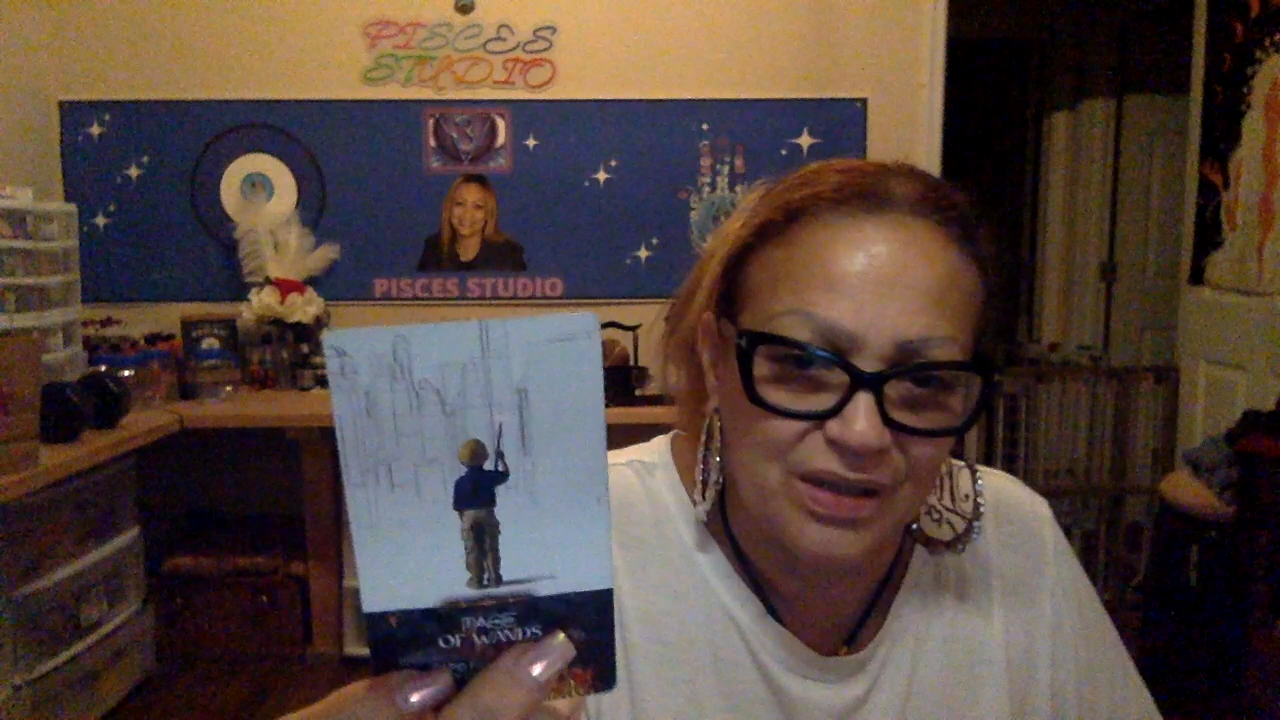 PISCES
STUDIO
PISCES STUDIO
PAGE
OF WANDS